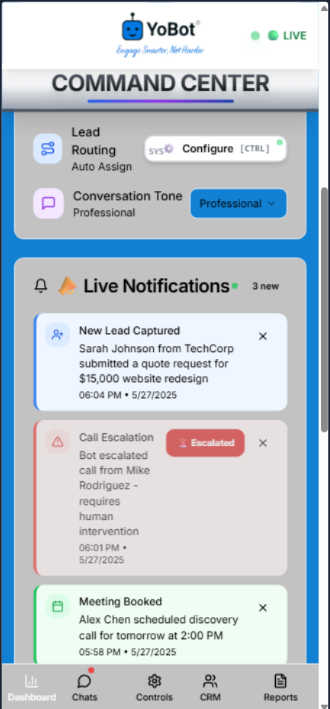 YoBot®
Engage Smarter, Not Harder
LIVE
COMMAND CENTER
Lead
Routing
Auto Assign
SYS Configure [CTRL]
Conversation Tone
Professional
Professional
Live Notifications
3 new
New Lead Captured
Sarah Johnson from TechCorp
submitted a quote request for
$15,000 website redesign
06:04 PM • 5/27/2025
Call Escalation
Escalated
Bot escalated
call from Mike
Rodriguez -
requires
human
intervention
06:01 PM •
5/27/2025
Meeting Booked
Alex Chen scheduled discovery
call for tomorrow at 2:00 PM
05:58 PM • 5/27/2025
Dashboard
Chats
Controls
CRM
Reports